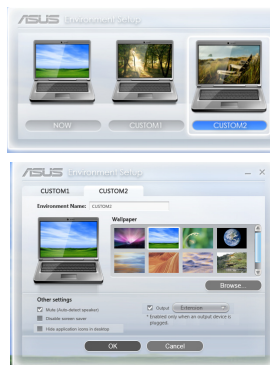 /ISUS Environment Setup
NOW
CUSTOM1
CUSTOM2
/ISUS Environment Setup
CUSTOM1
CUSTOM2
Environment Name:
CUSTOM2
Wallpaper
Browse...
Other settings
Mute (Auto-detect speaker)
Disable screen saver
Hide application icons in desktop
Output
Extension
* Enabled only when an output device is
plugged.
OK
Cancel